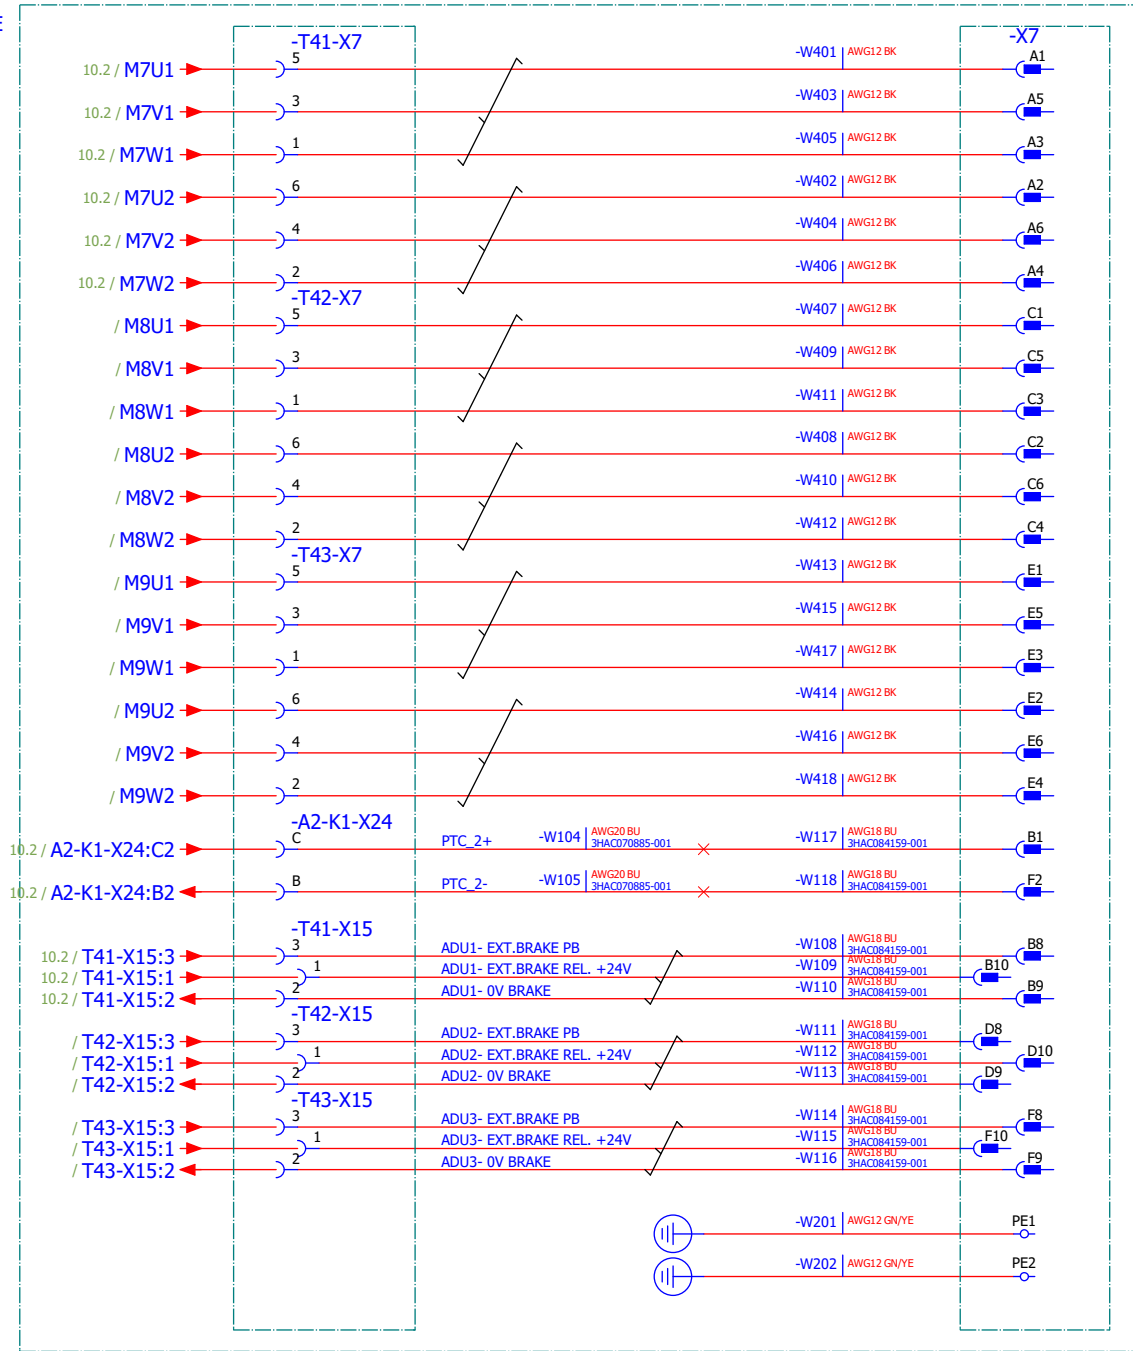 E
-T41-X7 -X7
10.2 / M7U1 5 -W401 AWG12 BK A1
10.2 / M7V1 3 -W403 AWG12 BK A5
10.2 / M7W1 1 -W405 AWG12 BK A3
10.2 / M7U2 6 -W402 AWG12 BK A2
10.2 / M7V2 4 -W404 AWG12 BK A6
10.2 / M7W2 2 -W406 AWG12 BK A4
-T42-X7
/ M8U1 5 -W407 AWG12 BK C1
/ M8V1 3 -W409 AWG12 BK C5
/ M8W1 1 -W411 AWG12 BK C3
/ M8U2 6 -W408 AWG12 BK C2
/ M8V2 4 -W410 AWG12 BK C6
/ M8W2 2 -W412 AWG12 BK C4
-T43-X7
/ M9U1 5 -W413 AWG12 BK E1
/ M9V1 3 -W415 AWG12 BK E5
/ M9W1 1 -W417 AWG12 BK E3
/ M9U2 6 -W414 AWG12 BK E2
/ M9V2 4 -W416 AWG12 BK E6
/ M9W2 2 -W418 AWG12 BK E4
-A2-K1-X24
10.2 / A2-K1-X24:C2 C PTC_2+ -W104 AWG20 BU 3HAC070885-001 -W117 AWG18 BU 3HAC084159-001 B1
10.2 / A2-K1-X24:B2 B PTC_2- -W105 AWG20 BU 3HAC070885-001 -W118 AWG18 BU 3HAC084159-001 F2
-T41-X15
10.2 / T41-X15:3 3 ADU1- EXT.BRAKE PB -W108 AWG18 BU 3HAC084159-001 B8
10.2 / T41-X15:1 1 ADU1- EXT.BRAKE REL. +24V -W109 AWG18 BU 3HAC084159-001 B10
10.2 / T41-X15:2 2 ADU1- 0V BRAKE -W110 AWG18 BU 3HAC084159-001 B9
-T42-X15
/ T42-X15:3 3 ADU2- EXT.BRAKE PB -W111 AWG18 BU 3HAC084159-001 D8
/ T42-X15:1 1 ADU2- EXT.BRAKE REL. +24V -W112 AWG18 BU 3HAC084159-001 D10
/ T42-X15:2 2 ADU2- 0V BRAKE -W113 AWG18 BU 3HAC084159-001 D9
-T43-X15
/ T43-X15:3 3 ADU3- EXT.BRAKE PB -W114 AWG18 BU 3HAC084159-001 F8
/ T43-X15:1 1 ADU3- EXT.BRAKE REL. +24V -W115 AWG18 BU 3HAC084159-001 F10
/ T43-X15:2 2 ADU3- 0V BRAKE -W116 AWG18 BU 3HAC084159-001 F9
-W201 AWG12 GN/YE PE1
-W202 AWG12 GN/YE PE2